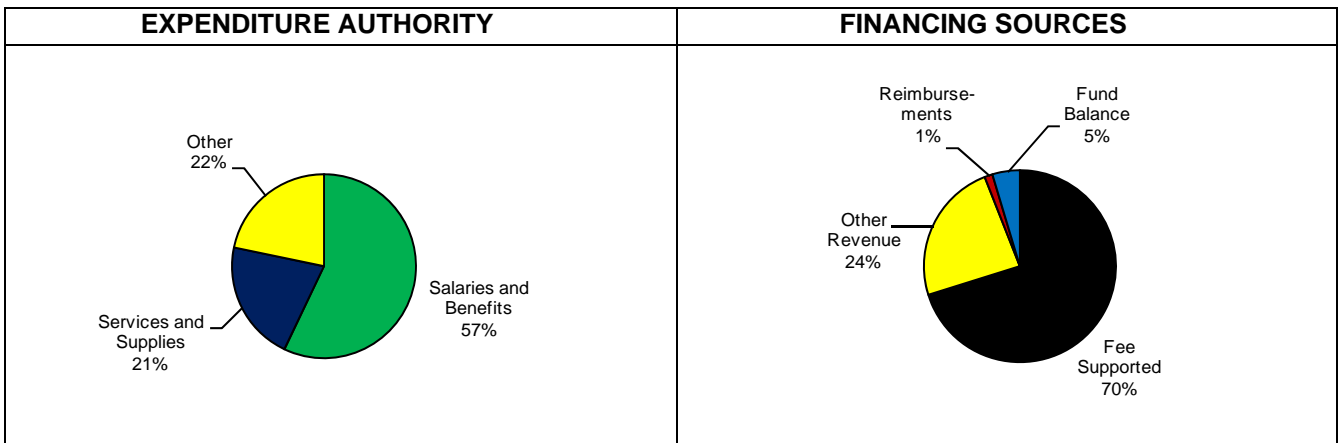 EXPENDITURE AUTHORITY
Other
22%
Services and
Supplies
21%
Salaries and
Benefits
57%
FINANCING SOURCES
Reimburse-
ments
1%
Fund
Balance
5%
Other
Revenue
24%
Fee
Supported
70%